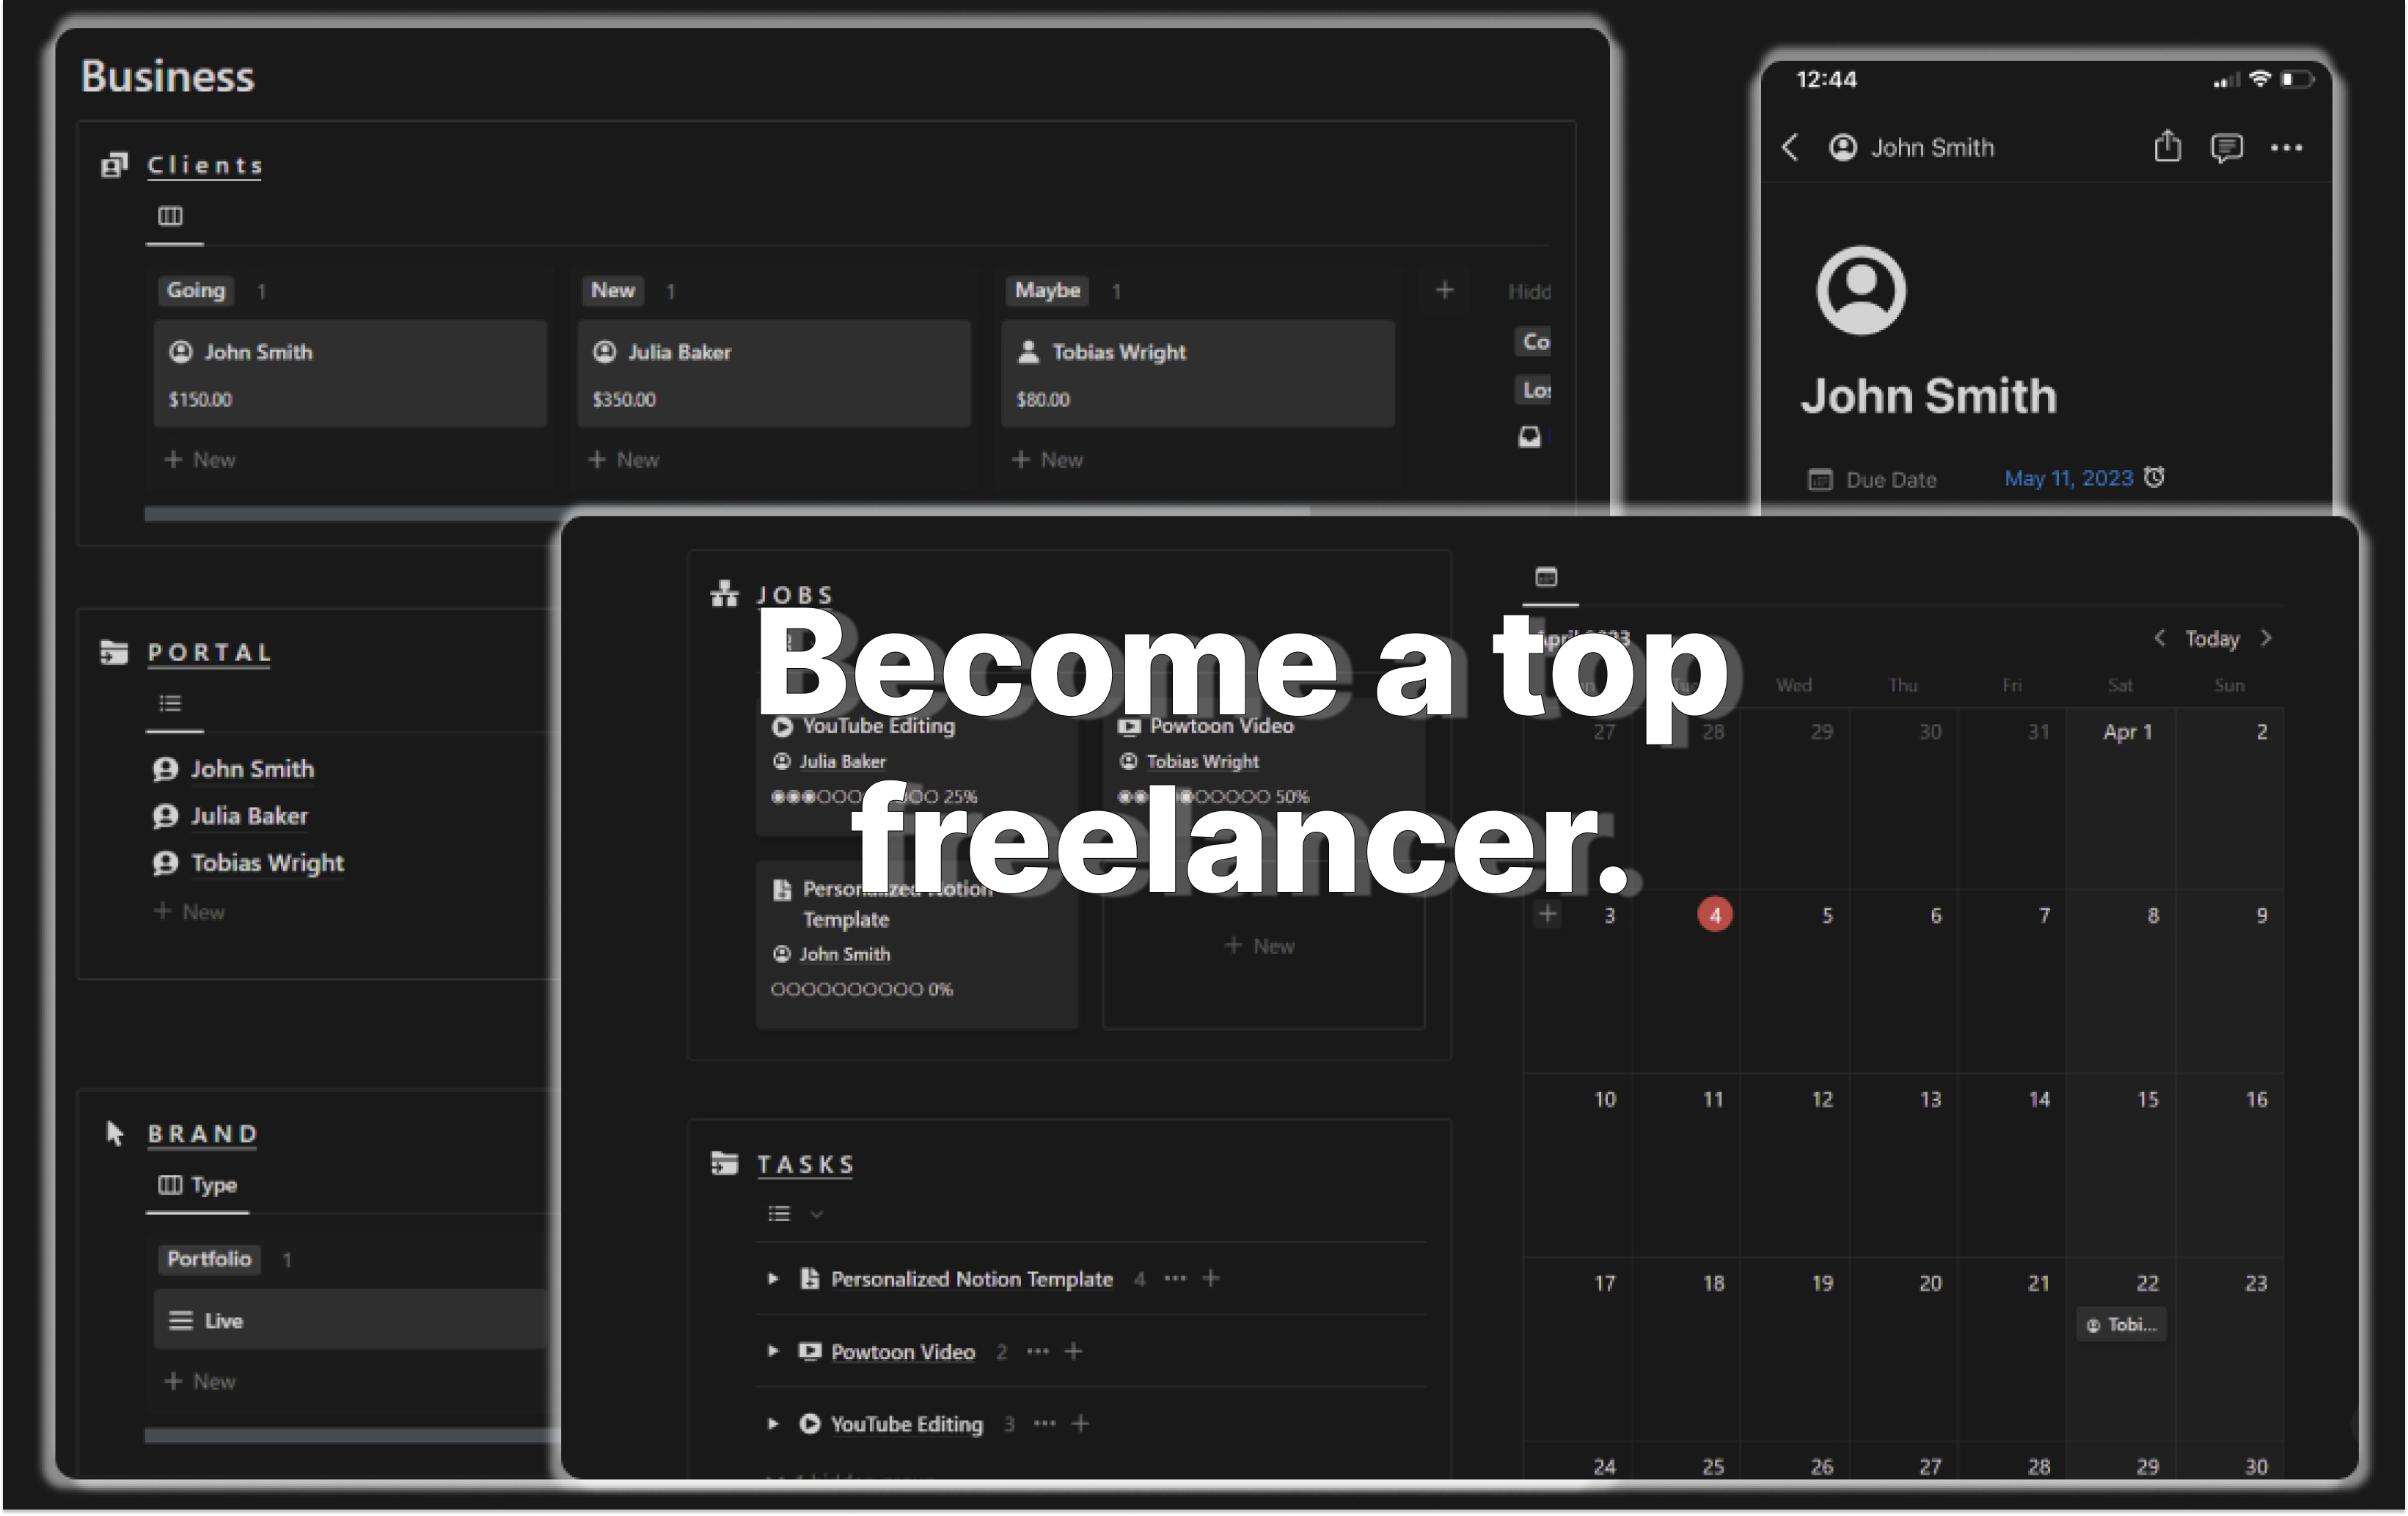 Business
Clients
Going 1
John Smith
$150.00
+ New
New 1
Julia Baker
$350.00
+ New
Maybe 1
Tobias Wright
$80.00
+ New
+
Hidd
Co
Los
12:44
John Smith
John Smith
Due Date May 11, 2023
PORTAL
John Smith
Julia Baker
Tobias Wright
+ New
BRAND
Type
Portfolio 1
Live
+ New
Become a top
freelancer.
JOBS
YouTube Editing
Julia Baker
25%
Powtoon Video
Tobias Wright
50%
Personalized Notion
Template
John Smith
0%
+ New
TASKS
Personalized Notion Template 4 ... +
Powtoon Video 2 ... +
YouTube Editing 3 ... +
April 2023
< Today >
Tue Wed Thu Fri Sat Sun
27 28 29 30 31 Apr 1 2
+ 3 4 5 6 7 8 9
10 11 12 13 14 15 16
17 18 19 20 21 22 23
Tobi...
24 25 26 27 28 29 30